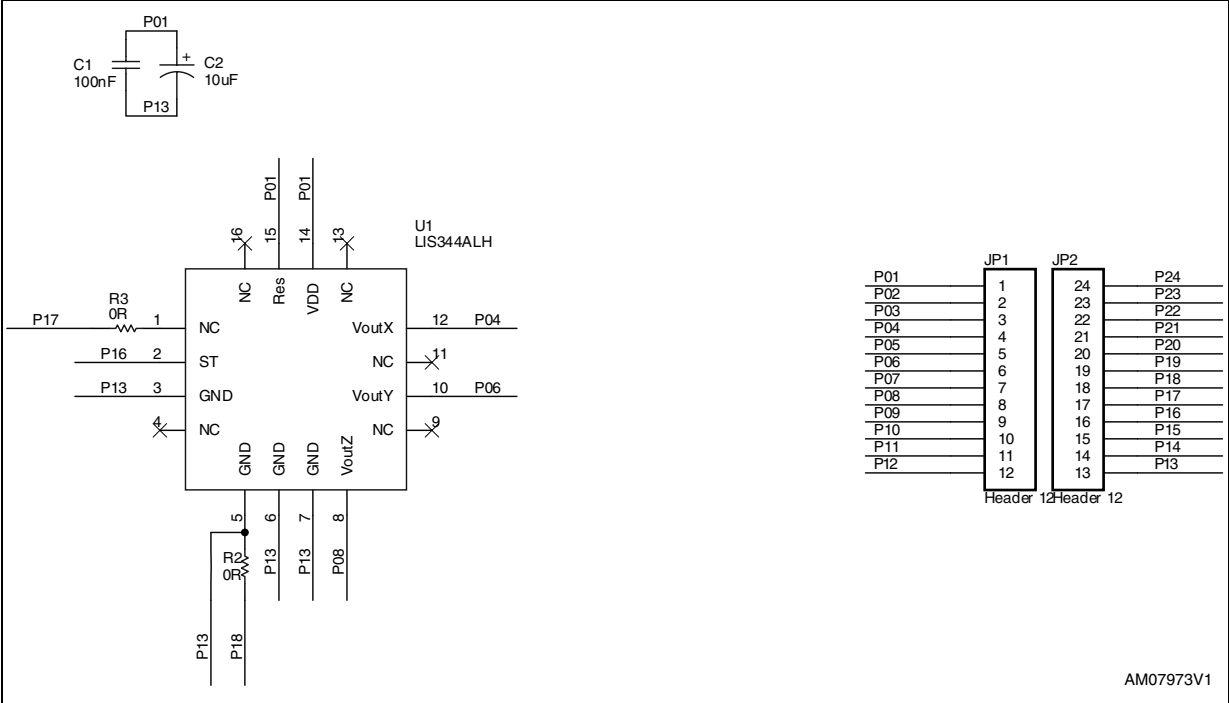 P01
C1
100nF
+
C2
10uF
P13
P01
P01
U1
LIS344ALH
16
15
14
13
NC
Res
VDD
NC
R3
0R
P17
1
NC
VoutX
12
P04
P16
2
ST
NC
11
P13
3
GND
VoutY
10
P06
4
NC
NC
9
GND
GND
GND
VoutZ
5
6
7
8
R2
0R
P13
P13
P08
P13
P18
JP1
JP2
P01
1
24
P24
P02
2
23
P23
P03
3
22
P22
P04
4
21
P21
P05
5
20
P20
P06
6
19
P19
P07
7
18
P18
P08
8
17
P17
P09
9
16
P16
P10
10
15
P15
P11
11
14
P14
P12
12
13
P13
Header 12
Header 12
AM07973V1